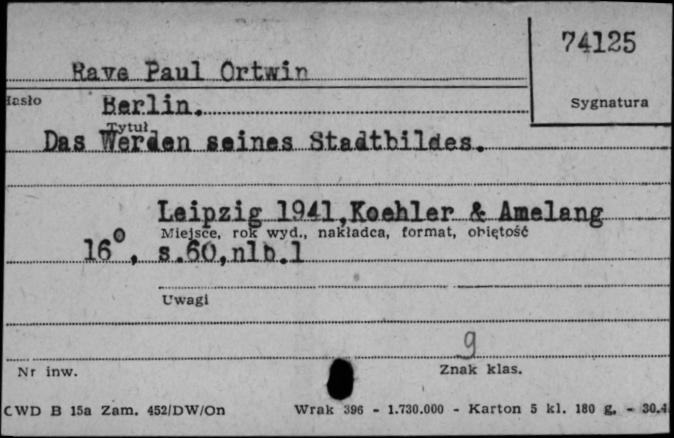 74125
Rave Paul Ortwin
Hasło
Berlin.
Sygnatura
Tytuł
Das Werden seines Stadtbildes.
Leipzig 1941,Koehler & Amelang
Miejsce, rok wyd., nakładca, format, objętość
16°, s.60,nlb.1
Uwagi
9
Nr inw.
Znak klas.
CWD B 15a Zam. 452/DW/On
Wrak 396 - 1.730.000 - Karton 5 kl. 180 g. - 30.4